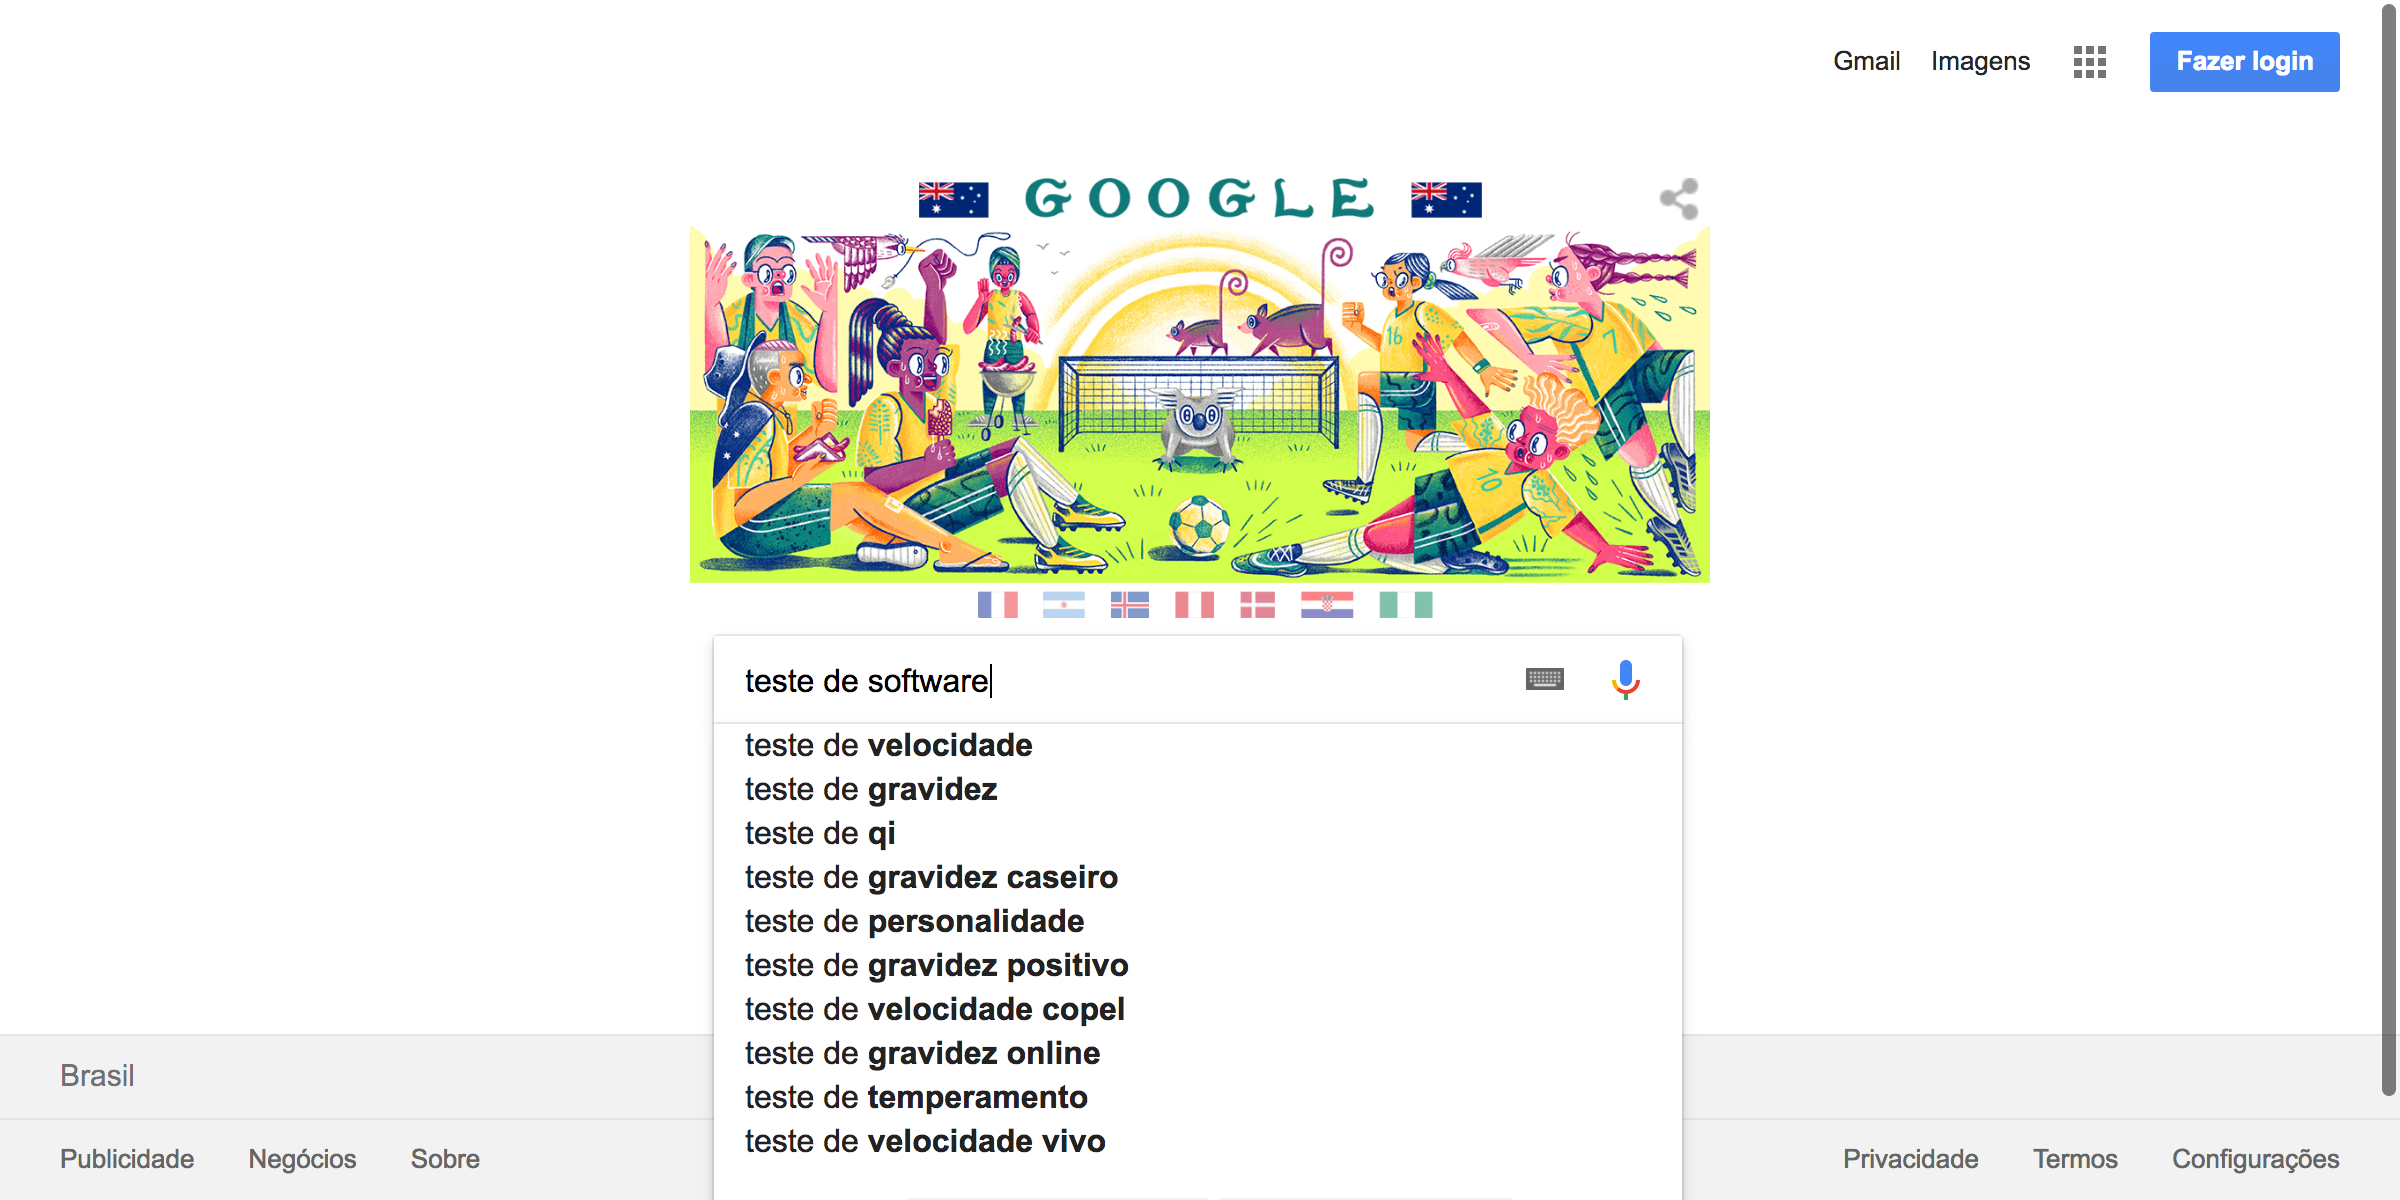 Gmail Imagens Fazer login
GOOGLE
16
7
10
teste de software
teste de velocidade
teste de gravidez
teste de qi
teste de gravidez caseiro
teste de personalidade
teste de gravidez positivo
teste de velocidade copel
teste de gravidez online
teste de temperamento
teste de velocidade vivo
Brasil
Publicidade Negócios Sobre Privacidade Termos Configurações